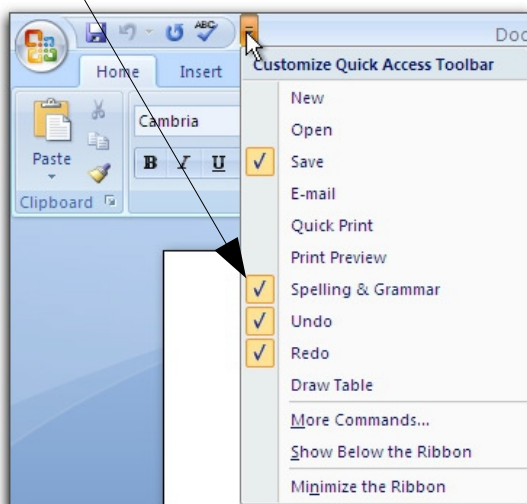 ABC
Doc
Home Insert
Customize Quick Access Toolbar
New
Cambria
Open
Paste
B I U
Save
E-mail
Clipboard
Quick Print
Print Preview
Spelling & Grammar
Undo
Redo
Draw Table
More Commands...
Show Below the Ribbon
Minimize the Ribbon